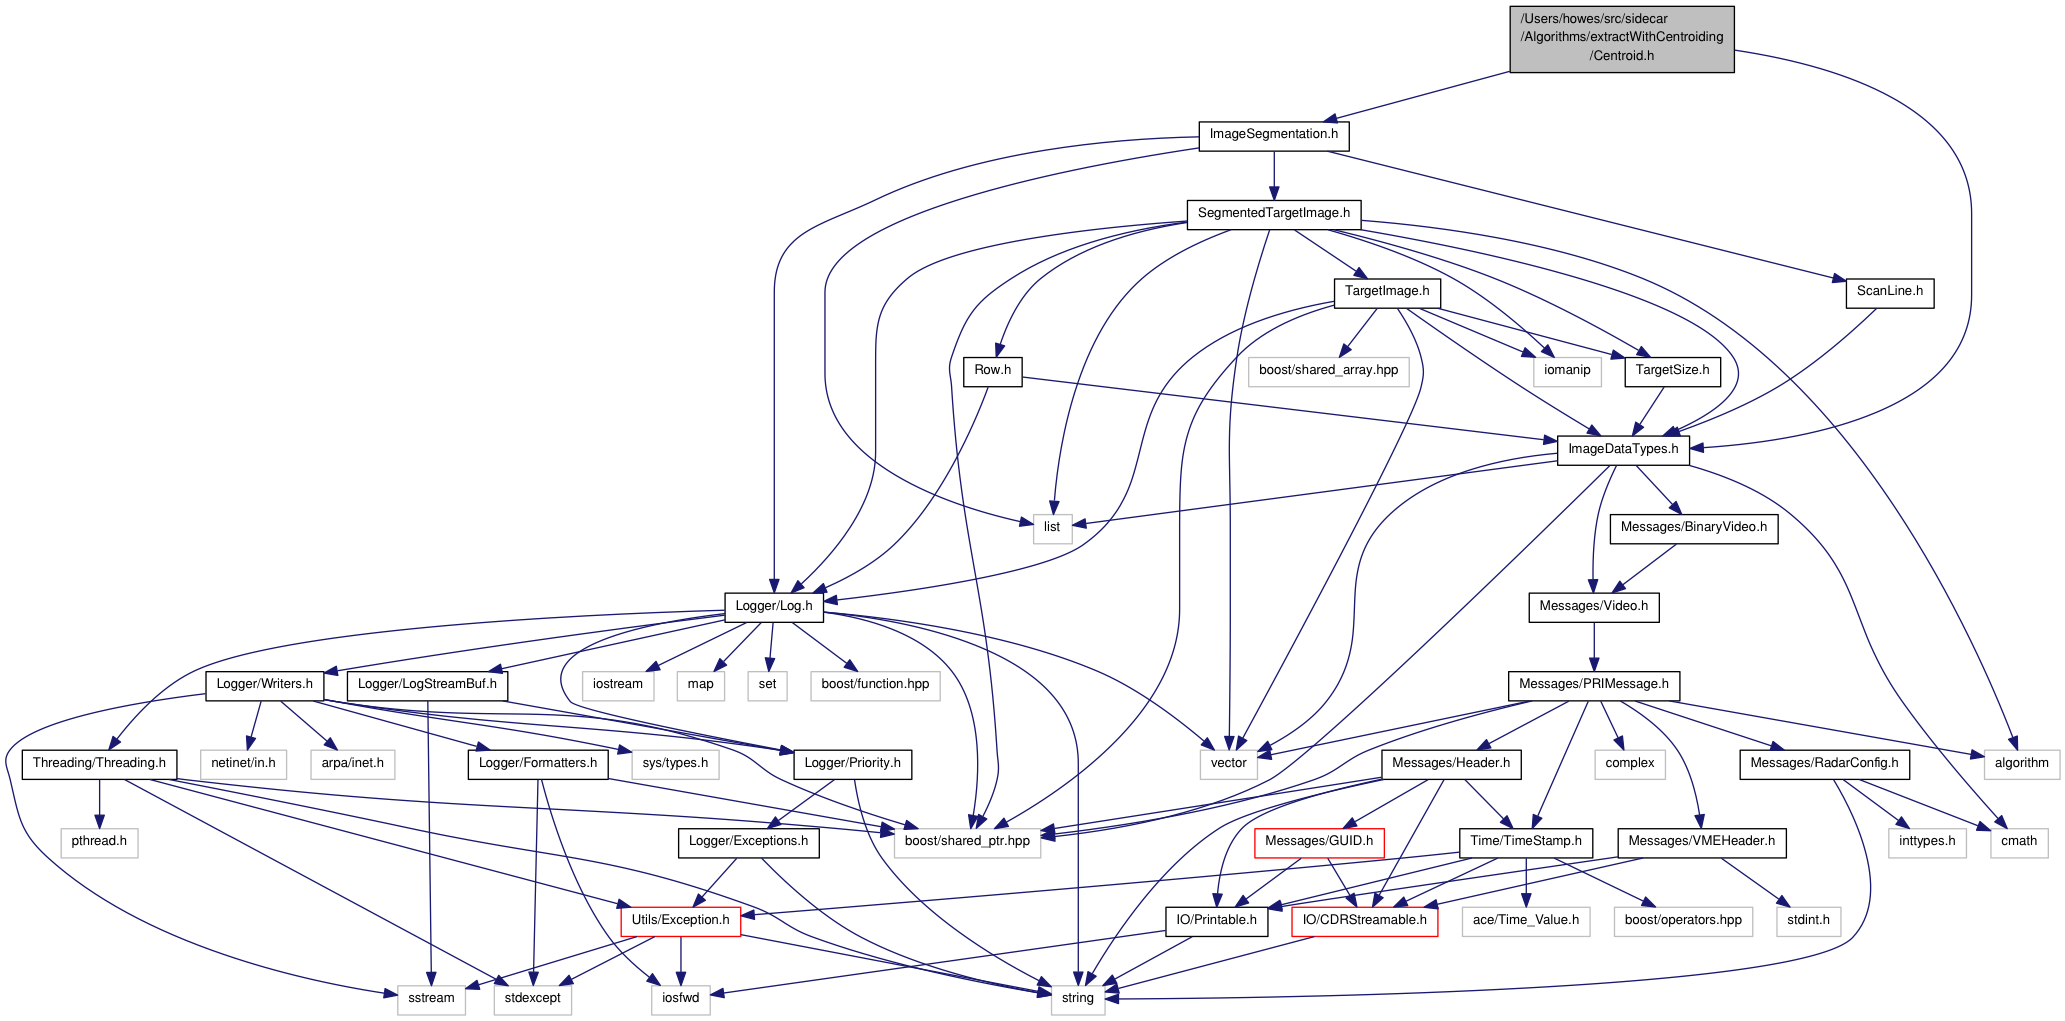 /Users/howes/src/sidecar
/Algorithms/extractWithCentroiding
/Centroid.h
ImageSegmentation.h
SegmentedTargetImage.h
TargetImage.h
ScanLine.h
Row.h
boost/shared_array.hpp
iomanip
TargetSize.h
ImageDataTypes.h
list
Messages/BinaryVideo.h
Logger/Log.h
Messages/Video.h
Logger/Writers.h
Logger/LogStreamBuf.h
iostream
map
set
boost/function.hpp
Messages/PRIMessage.h
Threading/Threading.h
netinet/in.h
arpa/inet.h
Logger/Formatters.h
sys/types.h
Logger/Priority.h
vector
Messages/Header.h
complex
Messages/RadarConfig.h
algorithm
pthread.h
Logger/Exceptions.h
boost/shared_ptr.hpp
Messages/GUID.h
Time/TimeStamp.h
Messages/VMEHeader.h
inttypes.h
cmath
Utils/Exception.h
IO/Printable.h
IO/CDRStreamable.h
ace/Time_Value.h
boost/operators.hpp
stdint.h
sstream
stdexcept
iosfwd
string